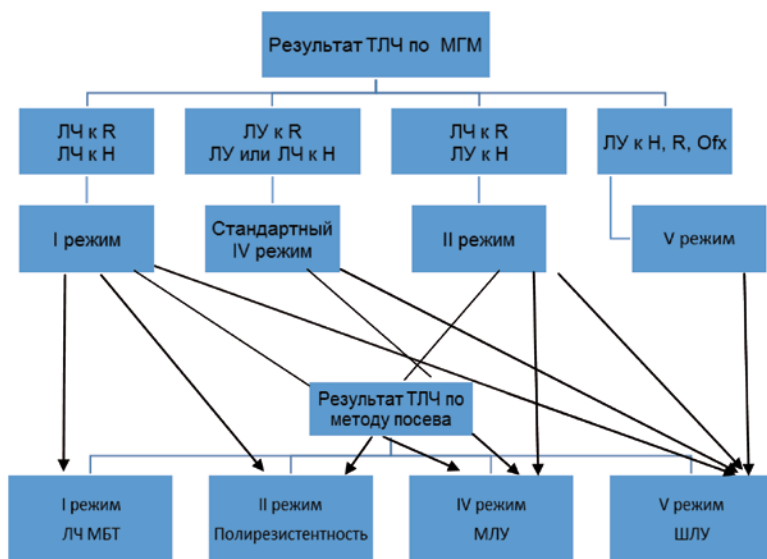 Результат ТЛЧ по МГМ
ЛЧ к R
ЛЧ к H
ЛУ к R
ЛУ или ЛЧ к H
ЛЧ к R
ЛУ к H
ЛУ к H, R, Ofx
I режим
Стандартный
IV режим
II режим
V режим
Результат ТЛЧ по
методу посева
I режим
ЛЧ МБТ
II режим
Полирезистентность
IV режим
МЛУ
V режим
ШЛУ